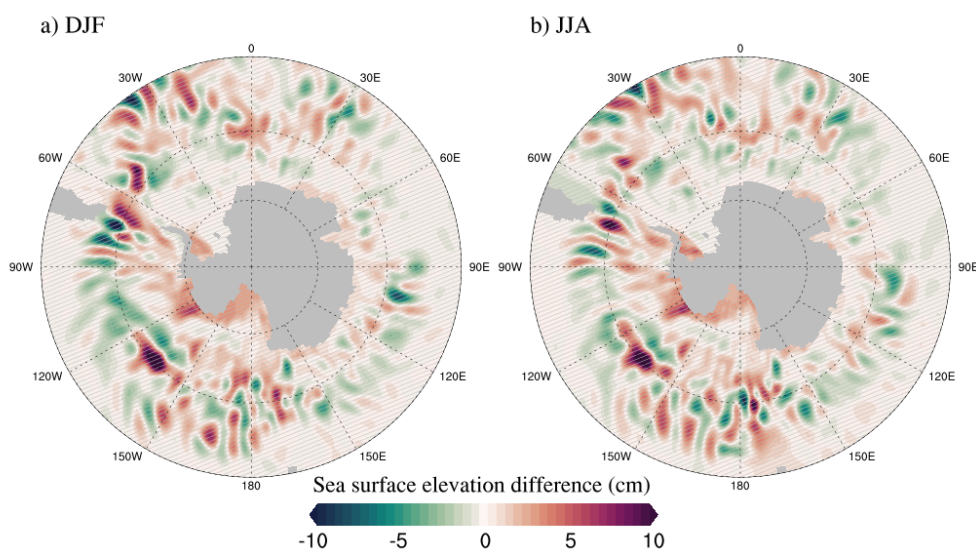 a) DJF
b) JJA
0
0
30W
30E
30W
30E
60W
60E
60W
60E
90W
90E
90W
90E
120W
120E
120W
120E
150W
150E
150W
150E
180
180
Sea surface elevation difference (cm)
-10 -5 0 5 10